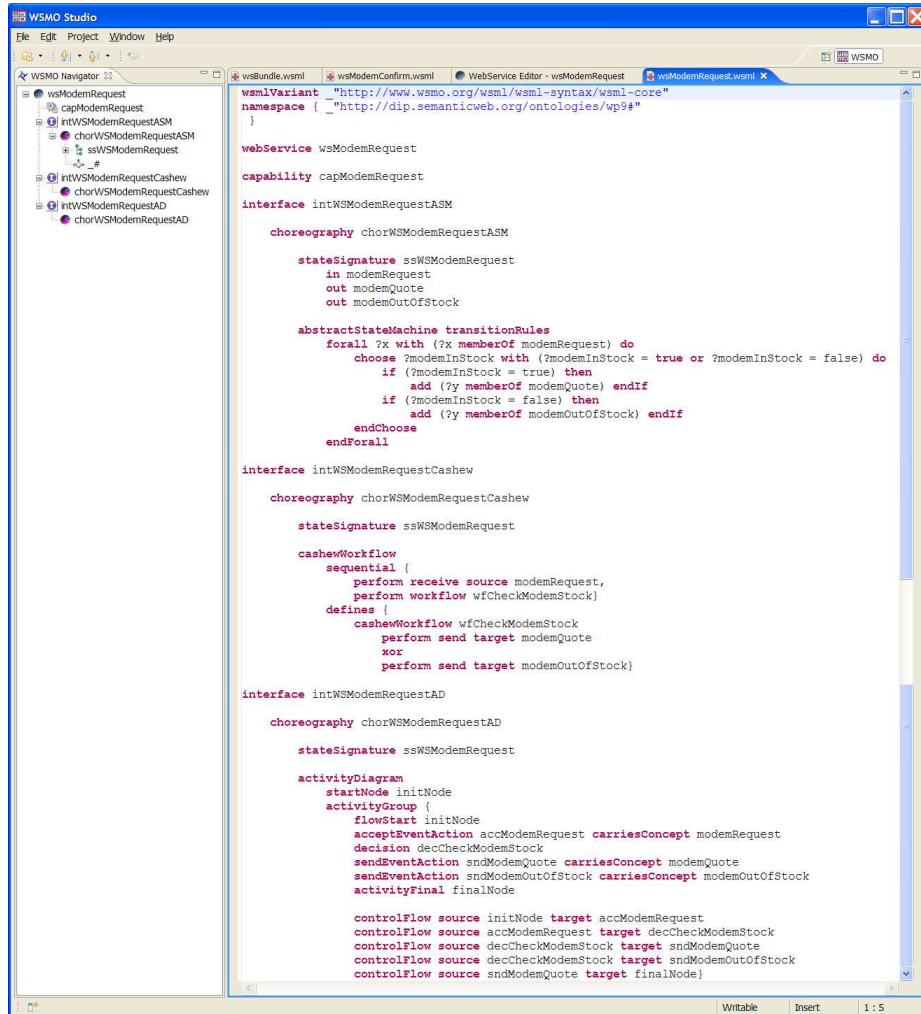 WSMO Studio
File Edit Project Window Help
WSMO
WSMO Navigator
wsModemRequest
capModemRequest
intWSModemRequestASM
chorWSModemRequestASM
ssWSModemRequest
_#
intWSModemRequestCashew
chorWSModemRequestCashew
intWSModemRequestAD
chorWSModemRequestAD
wsBundle.wsml wsModemConfirm.wsml WebService Editor - wsModemRequest wsModemRequest.wsml
wsmlVariant _"http://www.wsmo.org/wsml/wsml-syntax/wsml-core"
namespace { _"http://dip.semanticweb.org/ontologies/wp9#"
}
webService wsModemRequest
capability capModemRequest
interface intWSModemRequestASM
choreography chorWSModemRequestASM
stateSignature ssWSModemRequest
in modemRequest
out modemQuote
out modemOutOfStock
abstractStateMachine transitionRules
forall ?x with (?x memberOf modemRequest) do
choose ?modemInStock with (?modemInStock = true or ?modemInStock = false) do
if (?modemInStock = true) then
add (?y memberOf modemQuote) endIf
if (?modemInStock = false) then
add (?y memberOf modemOutOfStock) endIf
endChoose
endForall
interface intWSModemRequestCashew
choreography chorWSModemRequestCashew
stateSignature ssWSModemRequest
cashewWorkflow
sequential {
perform receive source modemRequest,
perform workflow wfCheckModemStock}
defines {
cashewWorkflow wfCheckModemStock
perform send target modemQuote
xor
perform send target modemOutOfStock}
interface intWSModemRequestAD
choreography chorWSModemRequestAD
stateSignature ssWSModemRequest
activityDiagram
startNode initNode
activityGroup {
flowStart initNode
acceptEventAction accModemRequest carriesConcept modemRequest
decision decCheckModemStock
sendEventAction sndModemQuote carriesConcept modemQuote
sendEventAction sndModemOutOfStock carriesConcept modemOutOfStock
activityFinal finalNode
controlFlow source initNode target accModemRequest
controlFlow source accModemRequest target decCheckModemStock
controlFlow source decCheckModemStock target sndModemQuote
controlFlow source decCheckModemStock target sndModemOutOfStock
controlFlow source sndModemQuote target finalNode}
Writable Insert 1 : 5